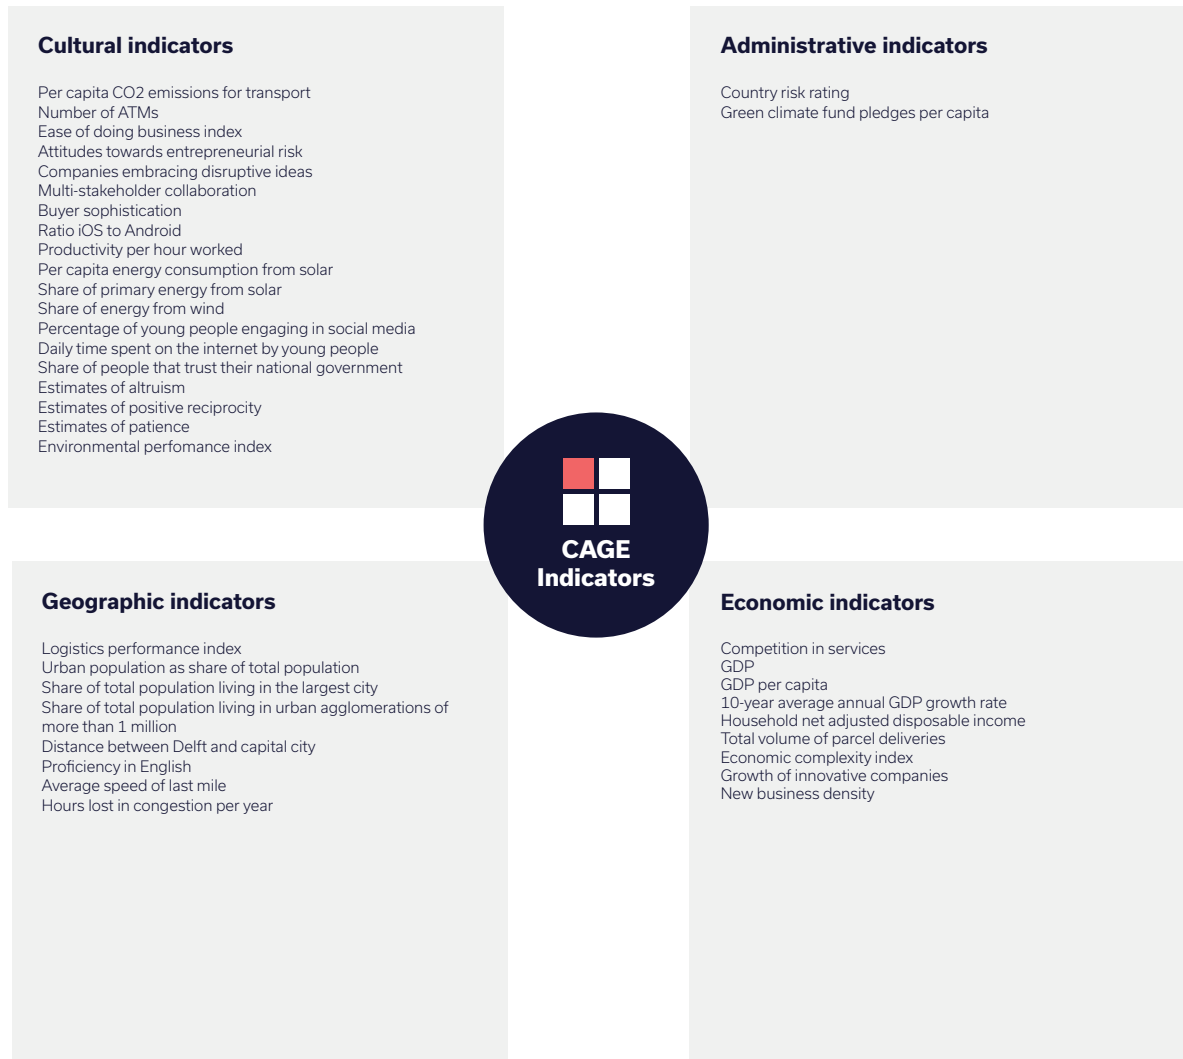 Cultural indicators
Per capita CO2 emissions for transport
Number of ATMs
Ease of doing business index
Attitudes towards entrepreneurial risk
Companies embracing disruptive ideas
Multi-stakeholder collaboration
Buyer sophistication
Ratio iOS to Android
Productivity per hour worked
Per capita energy consumption from solar
Share of primary energy from solar
Share of energy from wind
Percentage of young people engaging in social media
Daily time spent on the internet by young people
Share of people that trust their national government
Estimates of altruism
Estimates of positive reciprocity
Estimates of patience
Environmental perfomance index
Administrative indicators
Country risk rating
Green climate fund pledges per capita
CAGE
Indicators
Geographic indicators
Logistics performance index
Urban population as share of total population
Share of total population living in the largest city
Share of total population living in urban agglomerations of
more than 1 million
Distance between Delft and capital city
Proficiency in English
Average speed of last mile
Hours lost in congestion per year
Economic indicators
Competition in services
GDP
GDP per capita
10-year average annual GDP growth rate
Household net adjusted disposable income
Total volume of parcel deliveries
Economic complexity index
Growth of innovative companies
New business density